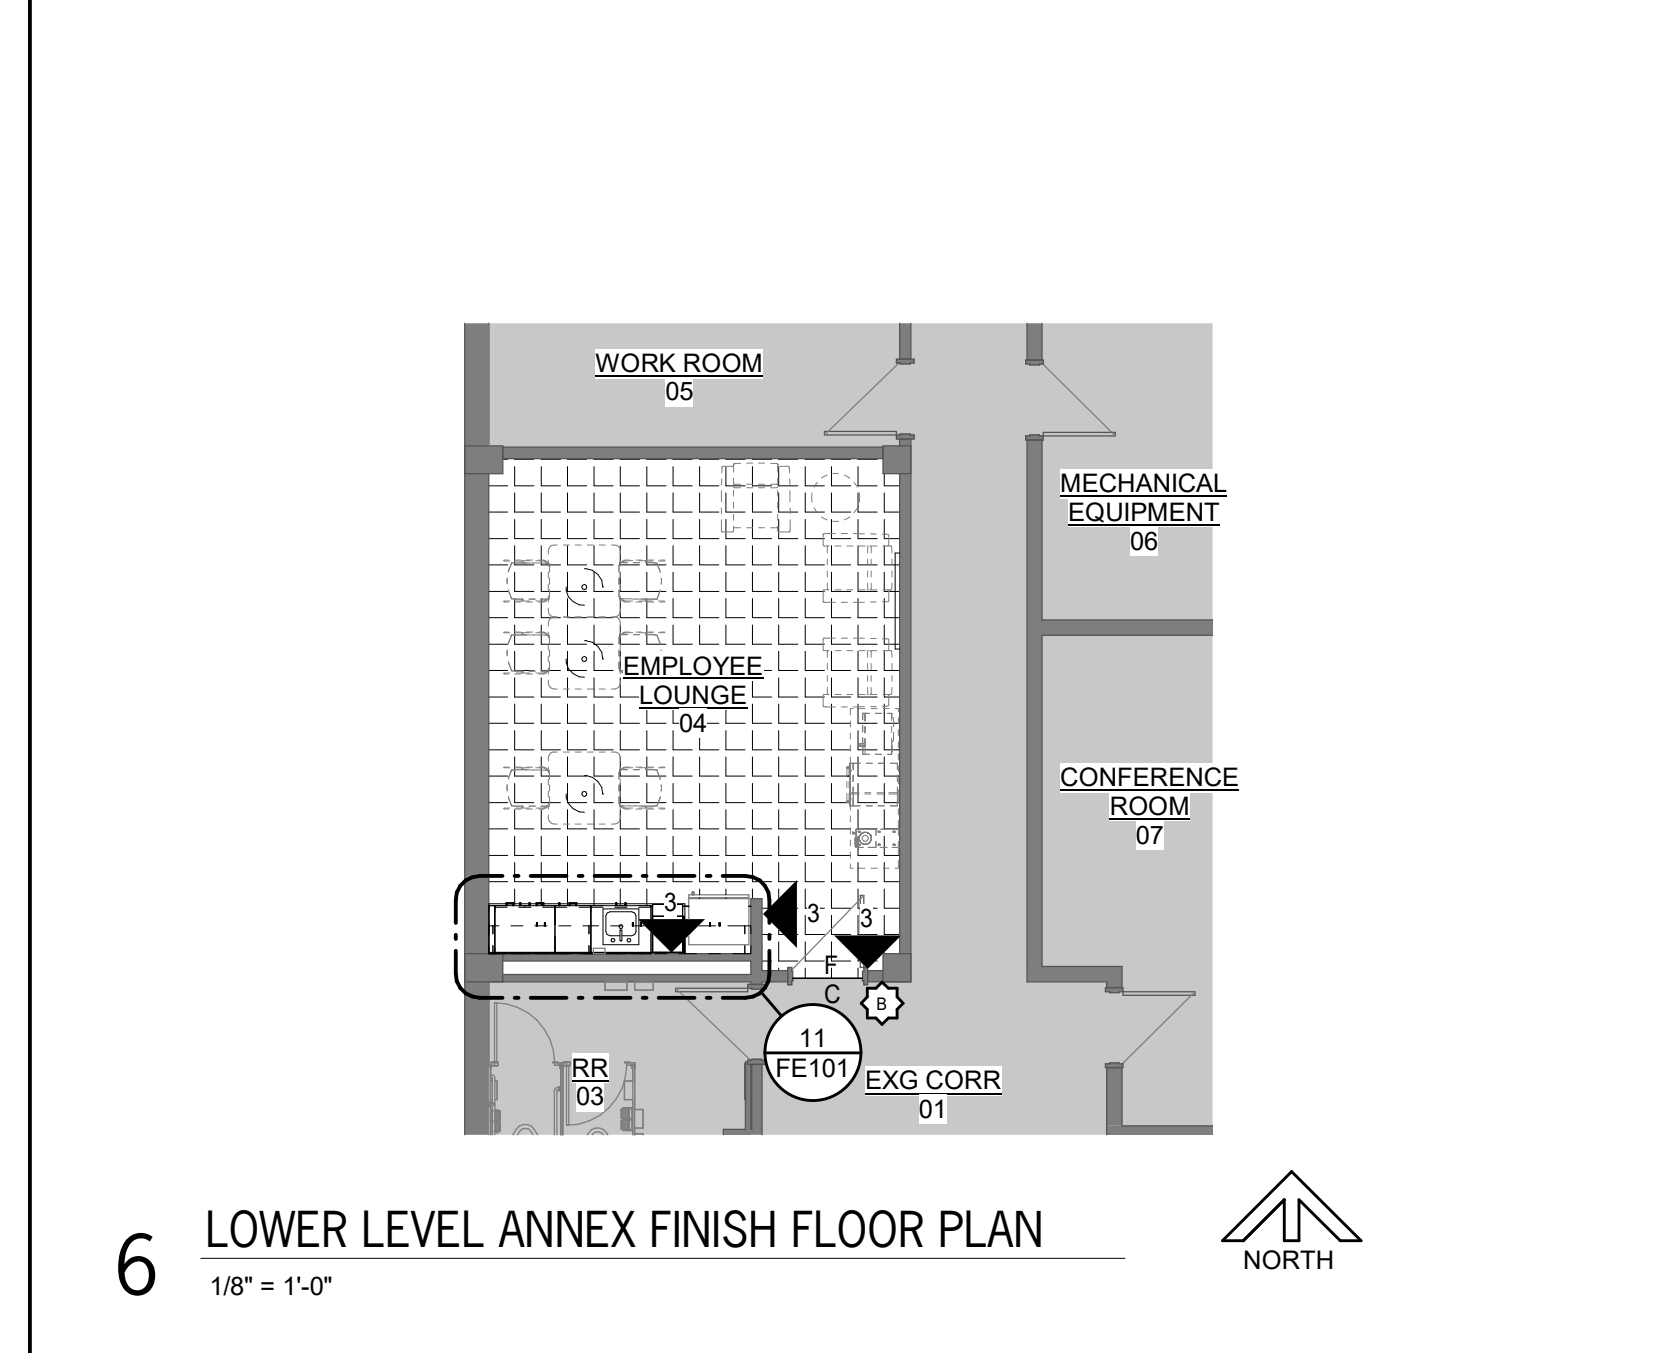 WORK ROOM
05
MECHANICAL
EQUIPMENT
06
EMPLOYEE
LOUNGE
04
CONFERENCE
ROOM
07
3
3
3
F
C
B
11
FE101
RR
03
EXG CORR
01
6
LOWER LEVEL ANNEX FINISH FLOOR PLAN
1/8" = 1'-0"
NORTH